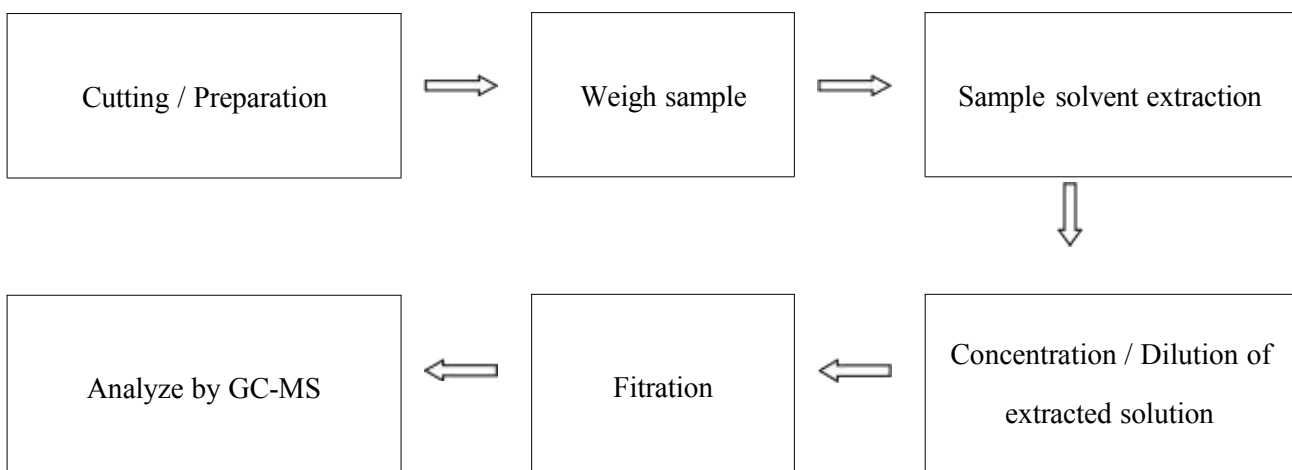 Cutting / Preparation
Weigh sample
Sample solvent extraction
Concentration / Dilution of
extracted solution
Fitration
Analyze by GC-MS